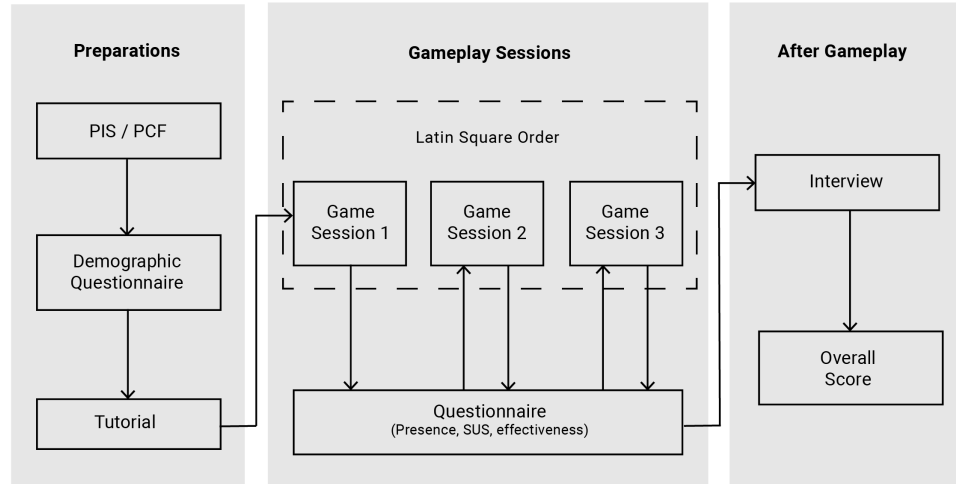 Preparations
PIS / PCF
Demographic
Questionnaire
Tutorial
Gameplay Sessions
Latin Square Order
Game
Session 1
Game
Session 2
Game
Session 3
Questionnaire
(Presence, SUS, effectiveness)
After Gameplay
Interview
Overall
Score